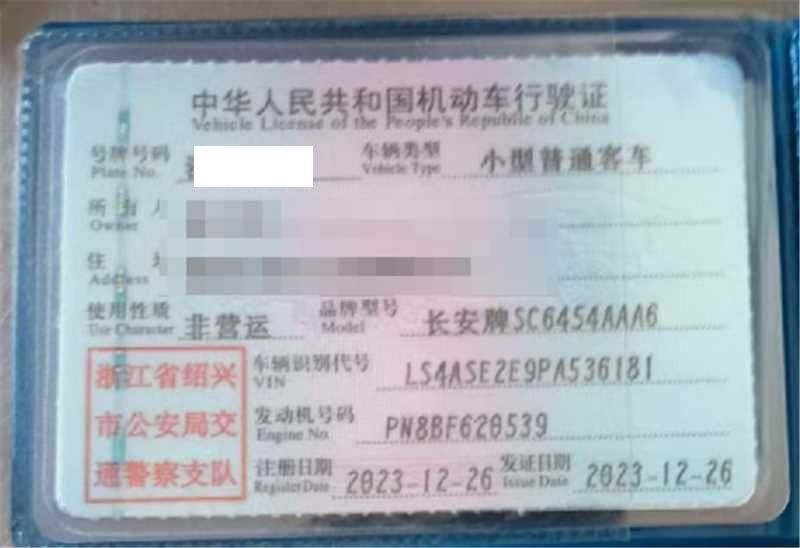 中华人民共和国机动车行驶证
Vehicle License of the People's Republic of China
号牌号码 车辆类型 小型普通客车
Plate No. Vehicle Type
所有人
Owner
住址
Address
使用性质 非营运 品牌型号 长安牌SC6454AAA6
Use Character Model
浙江省绍兴 车辆识别代号 LS4ASE2E9PA536181
VIN
市公安局交 发动机号码 PN8BF620539
Engine No.
通警察支队 注册日期 2023-12-26 发证日期 2023-12-26
Register Date Issue Date